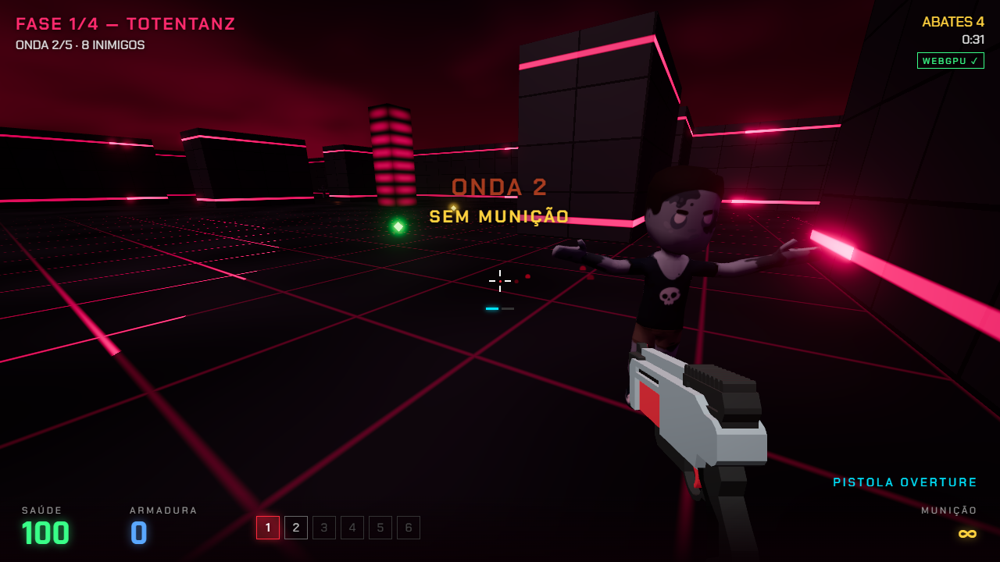 FASE 1/4 — TOTENTANZ
ONDA 2/5 · 8 INIMIGOS
ABATES 4
0:31
WEBGPU ✓
ONDA 2
SEM MUNIÇÃO
PISTOLA OVERTURE
SAÚDE
100
ARMADURA
0
1 2 3 4 5 6
MUNIÇÃO
∞